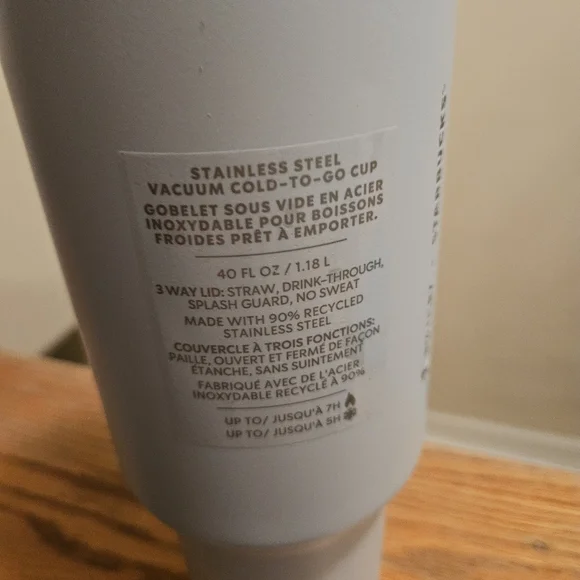 STAINLESS STEEL
VACUUM COLD-TO-GO CUP
GOBELET SOUS VIDE EN ACIER
INOXYDABLE POUR BOISSONS
FROIDES PRÊT À EMPORTER.
40 FL OZ / 1.18 L
3 WAY LID: STRAW, DRINK-THROUGH,
SPLASH GUARD, NO SWEAT
MADE WITH 90% RECYCLED
STAINLESS STEEL
COUVERCLE À TROIS FONCTIONS:
PAILLE, OUVERT ET FERMÉ DE FAÇON
ÉTANCHE, SANS SUINTEMENT
FABRIQUÉ AVEC DE L'ACIER
INOXYDABLE RECYCLÉ À 90%
UP TO/ JUSQU'À 7H
UP TO/ JUSQU'À 5H
STARBUCKS